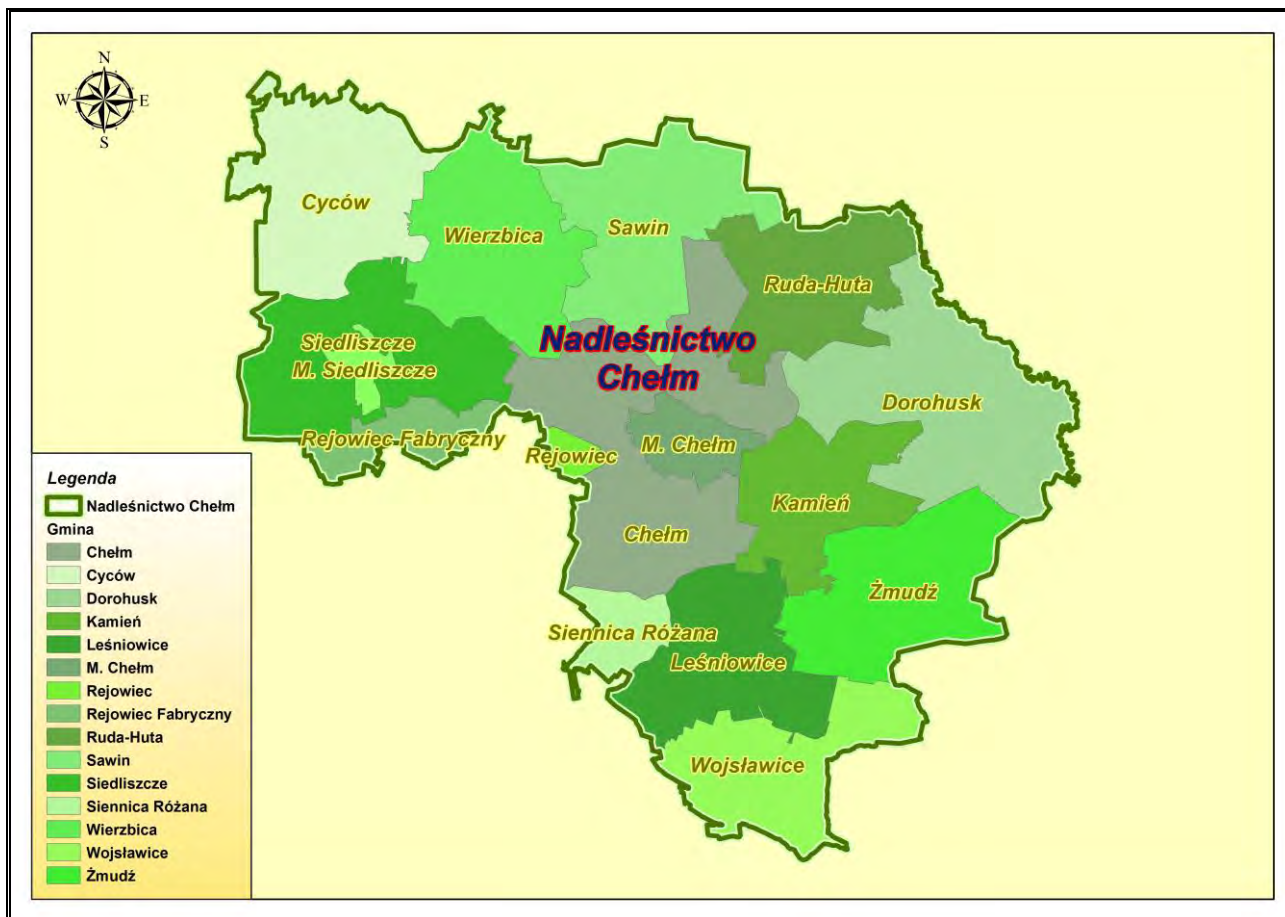 N
W
E
S
Cyców
Wierzbica
Sawin
Ruda-Huta
Siedliszcze
M. Siedliszcze
Nadleśnictwo
Chełm
Dorohusk
Rejowiec Fabryczny
Rejowiec
M. Chełm
Kamień
Chełm
Żmudź
Siennica Różana
Leśniowice
Wojsławice
Legenda
Nadleśnictwo Chełm
Gmina
Chełm
Cyców
Dorohusk
Kamień
Leśniowice
M. Chełm
Rejowiec
Rejowiec Fabryczny
Ruda-Huta
Sawin
Siedliszcze
Siennica Różana
Wierzbica
Wojsławice
Żmudź